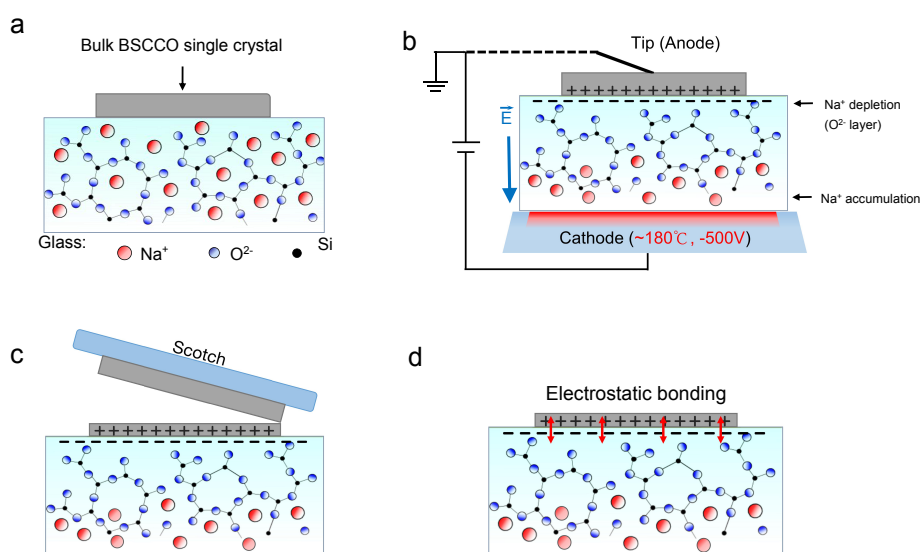 a
Bulk BSCCO single crystal
Glass:
Na⁺
O²⁻
Si
b
Tip (Anode)
E
Na⁺ depletion
(O²⁻ layer)
Na⁺ accumulation
Cathode (~180℃, -500V)
c
Scotch
d
Electrostatic bonding